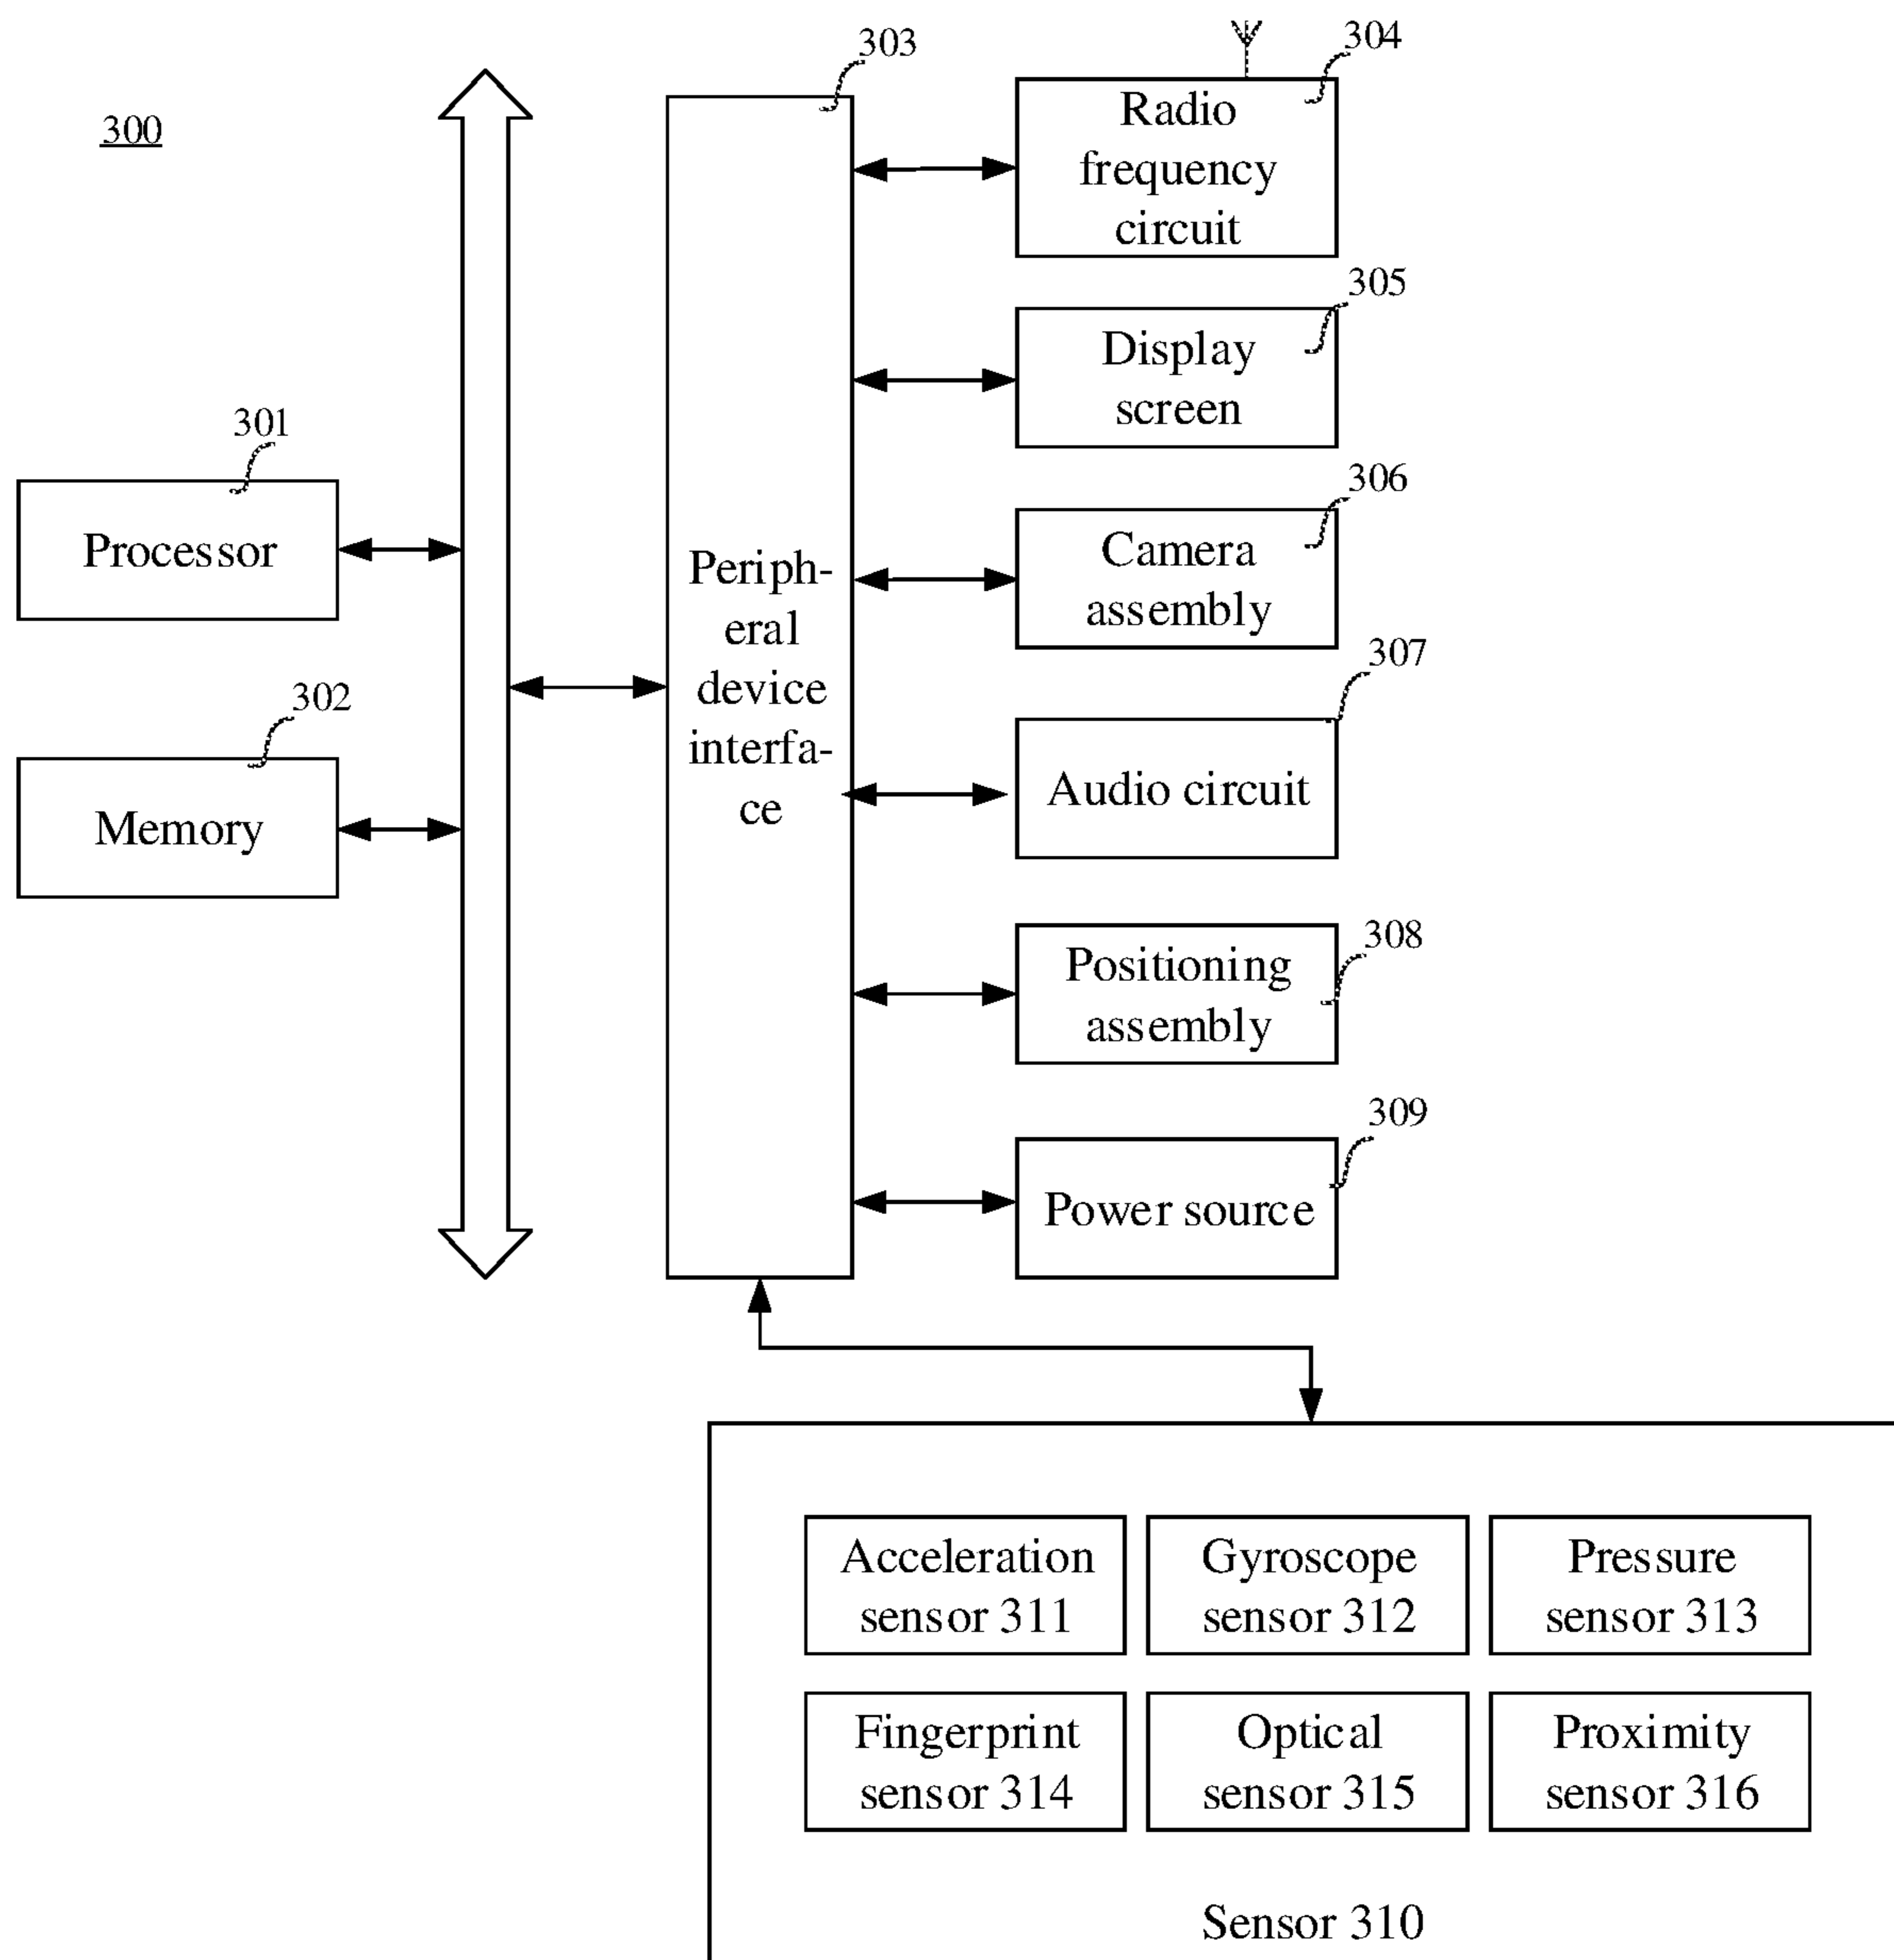 300
303
304
Radio
frequency
circuit
305
Display
screen
301
Processor
306
Camera
assembly
Periph-
eral
device
interfa-
ce
302
Memory
307
Audio circuit
308
Positioning
assembly
309
Power source
Acceleration
sensor 311
Gyroscope
sensor 312
Pressure
sensor 313
Fingerprint
sensor 314
Optical
sensor 315
Proximity
sensor 316
Sensor 310